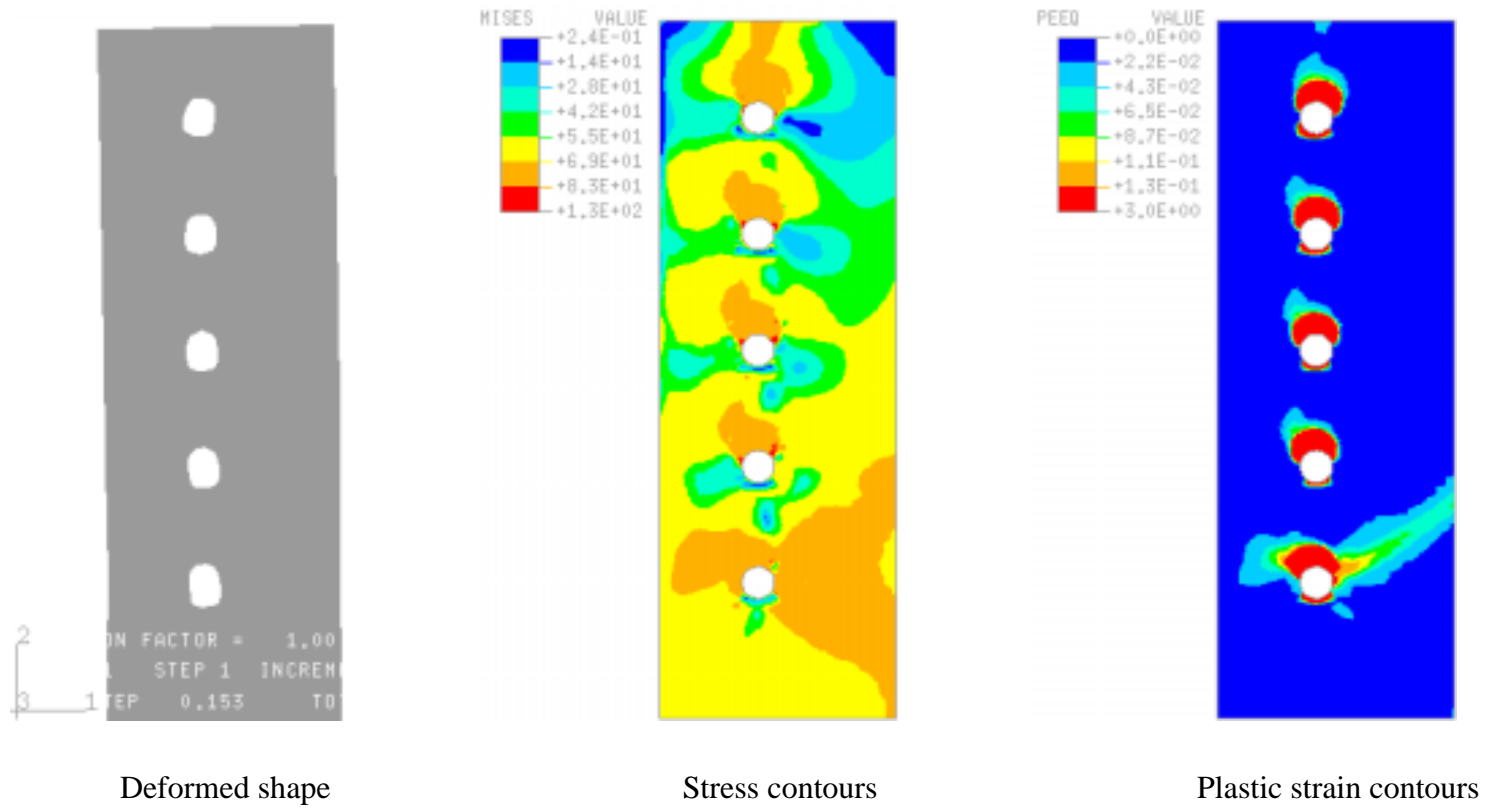 MISES VALUE
+2.4E-01
+1.4E+01
+2.8E+01
+4.2E+01
+5.5E+01
+6.9E+01
+8.3E+01
+1.3E+02
PEEQ VALUE
+0.0E+00
+2.2E-02
+4.3E-02
+6.5E-02
+8.7E-02
+1.1E-01
+1.3E-01
+3.0E+00
2
3 1
ON FACTOR = 1.00
STEP 1 INCREM
TEP 0.153 TO
Deformed shape
Stress contours
Plastic strain contours